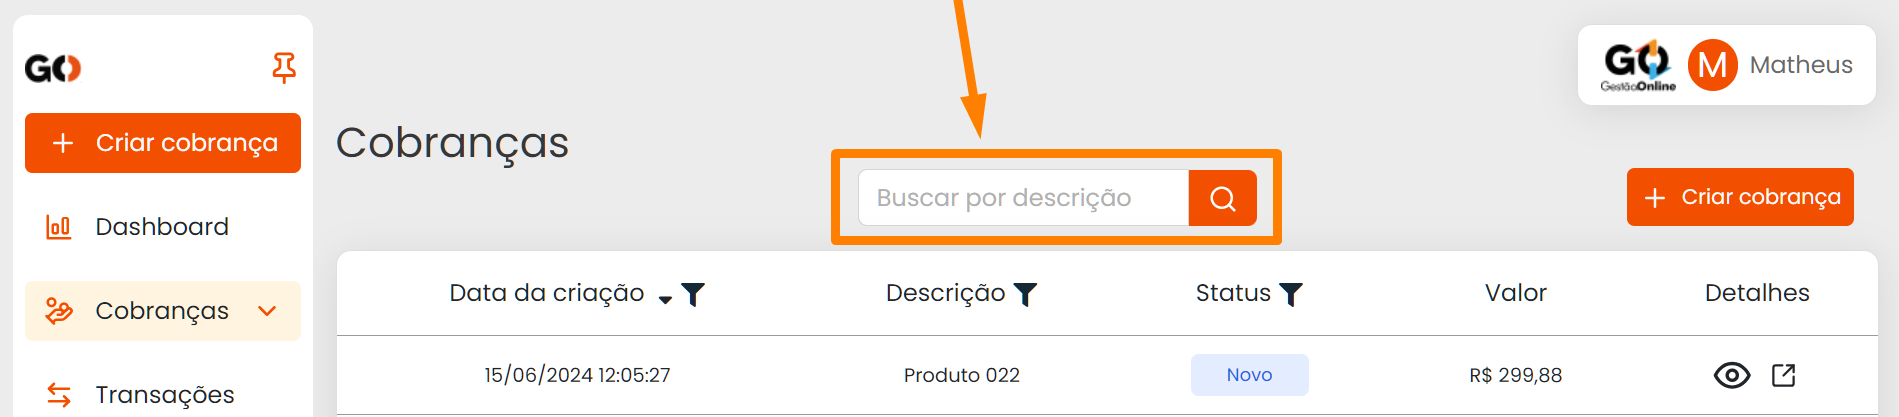 GO
Criar cobrança
Dashboard
Cobranças
Transações
GO
GestãoOnline
M
Matheus
Cobranças
Buscar por descrição
Criar cobrança
Data da criação Descrição Status Valor Detalhes
15/06/2024 12:05:27 Produto 022 Novo R$ 299,88